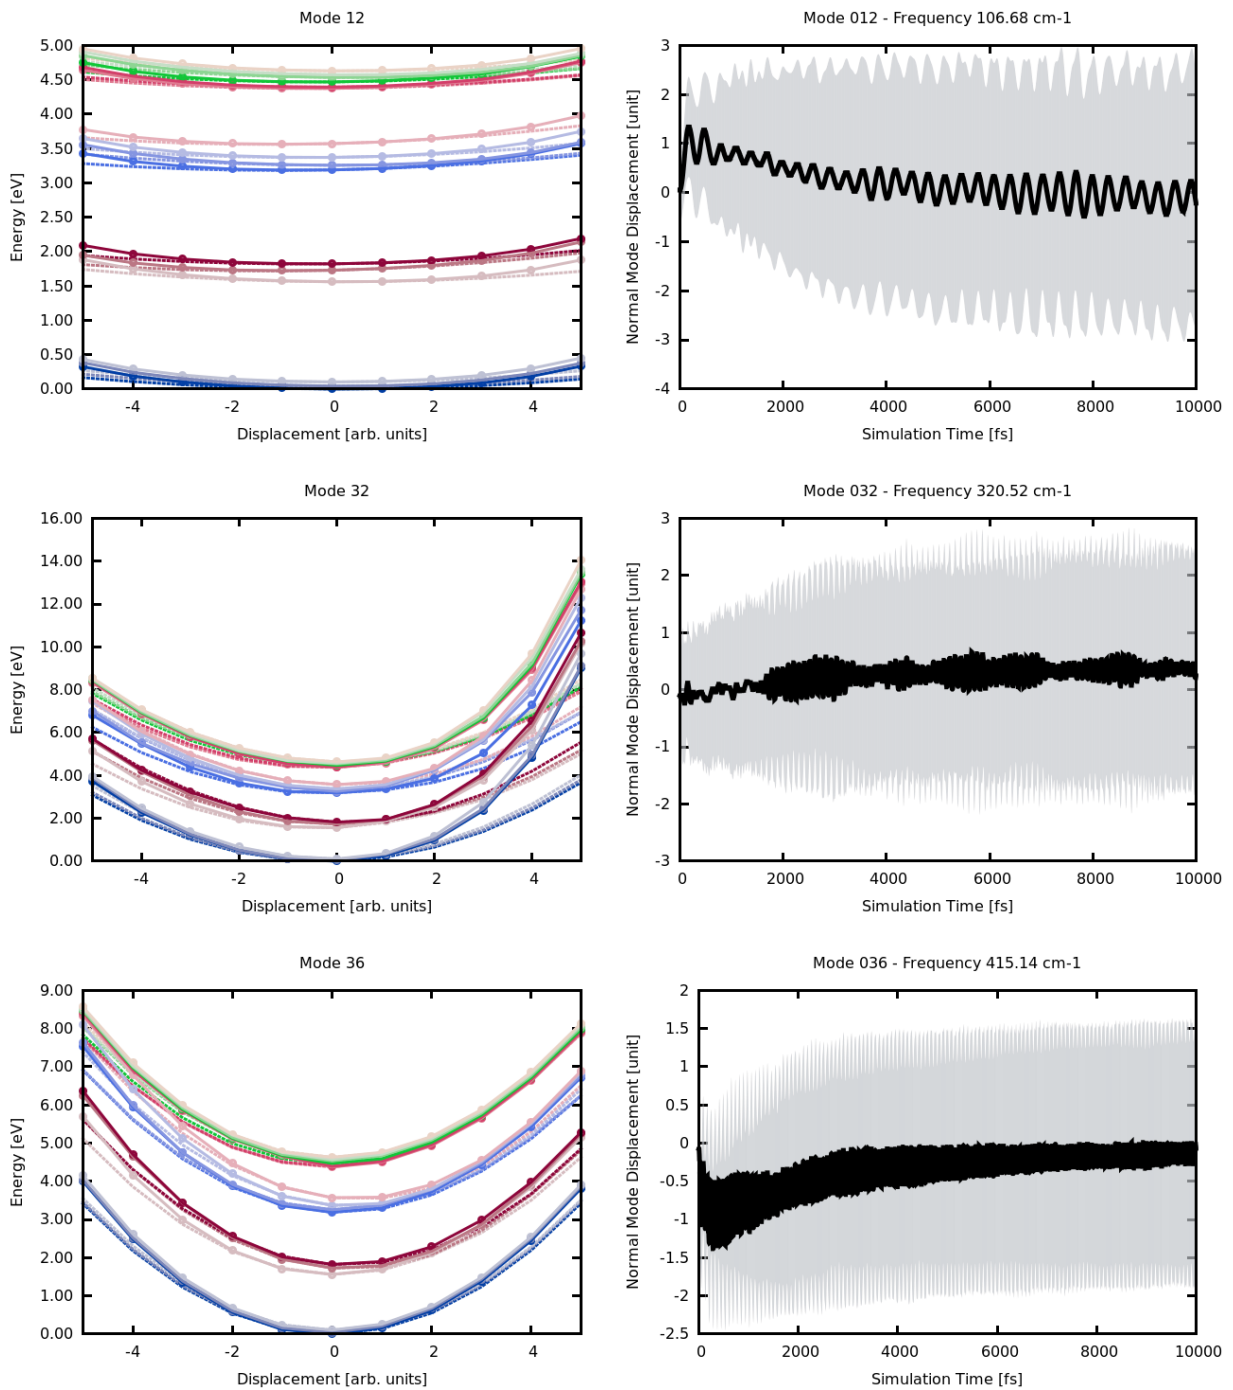 Mode 12
Energy [eV]
5.00
4.50
4.00
3.50
3.00
2.50
2.00
1.50
1.00
0.50
0.00
-4 -2 0 2 4
Displacement [arb. units]
Mode 012 - Frequency 106.68 cm-1
Normal Mode Displacement [unit]
3
2
1
0
-1
-2
-3
-4
0 2000 4000 6000 8000 10000
Simulation Time [fs]
Mode 32
Energy [eV]
16.00
14.00
12.00
10.00
8.00
6.00
4.00
2.00
0.00
-4 -2 0 2 4
Displacement [arb. units]
Mode 032 - Frequency 320.52 cm-1
Normal Mode Displacement [unit]
3
2
1
0
-1
-2
-3
0 2000 4000 6000 8000 10000
Simulation Time [fs]
Mode 36
Energy [eV]
9.00
8.00
7.00
6.00
5.00
4.00
3.00
2.00
1.00
0.00
-4 -2 0 2 4
Displacement [arb. units]
Mode 036 - Frequency 415.14 cm-1
Normal Mode Displacement [unit]
2
1.5
1
0.5
0
-0.5
-1
-1.5
-2
-2.5
0 2000 4000 6000 8000 10000
Simulation Time [fs]